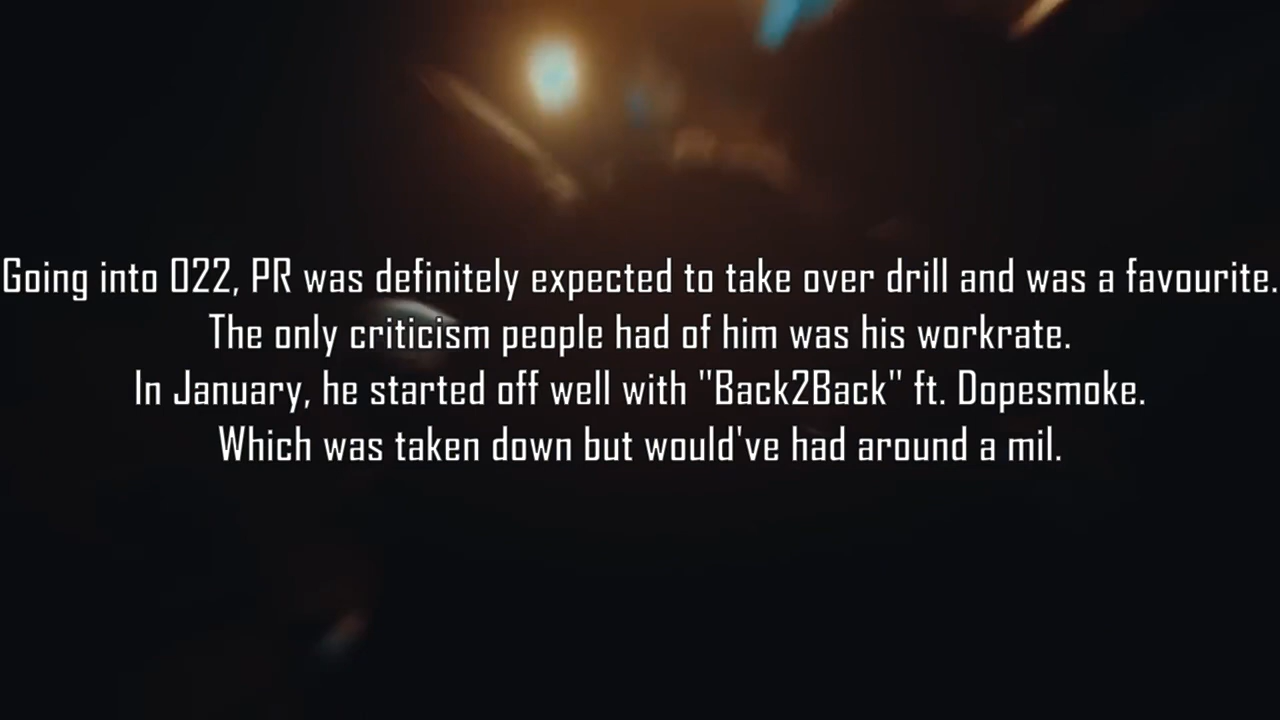 Going into 022, PR was definitely expected to take over drill and was a favourite.
The only criticism people had of him was his workrate.
In January, he started off well with "Back2Back" ft. Dopesmoke.
Which was taken down but would've had around a mil.